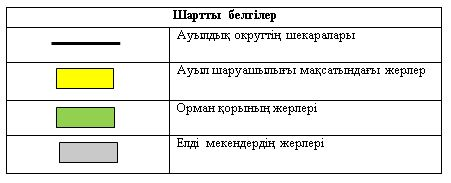 Шартты белгілер
Ауылдық округтің шекаралары
Ауыл шаруашылығы мақсатындағы жерлер
Орман қорының жерлері
Елді мекендердің жерлері